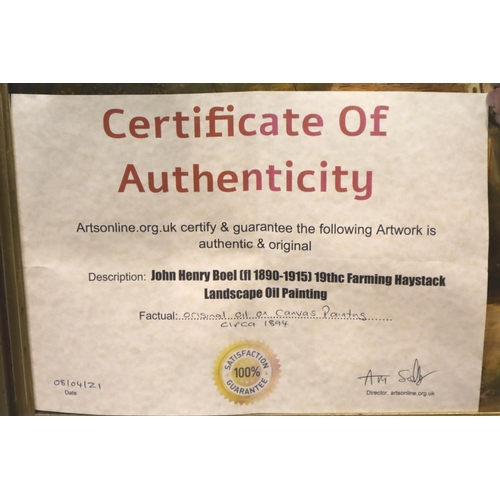 Certificate Of
Authenticity
Artsonline.org.uk certify & guarantee the following Artwork is
authentic & original
Description: John Henry Boel (fl 1890-1915) 19thc Farming Haystack
Landscape Oil Painting
Factual: original oil on Canvas
circa 1894
SATISFACTION
100%
GUARANTEE
08/04/21
Date
Director, artsonline.org.uk